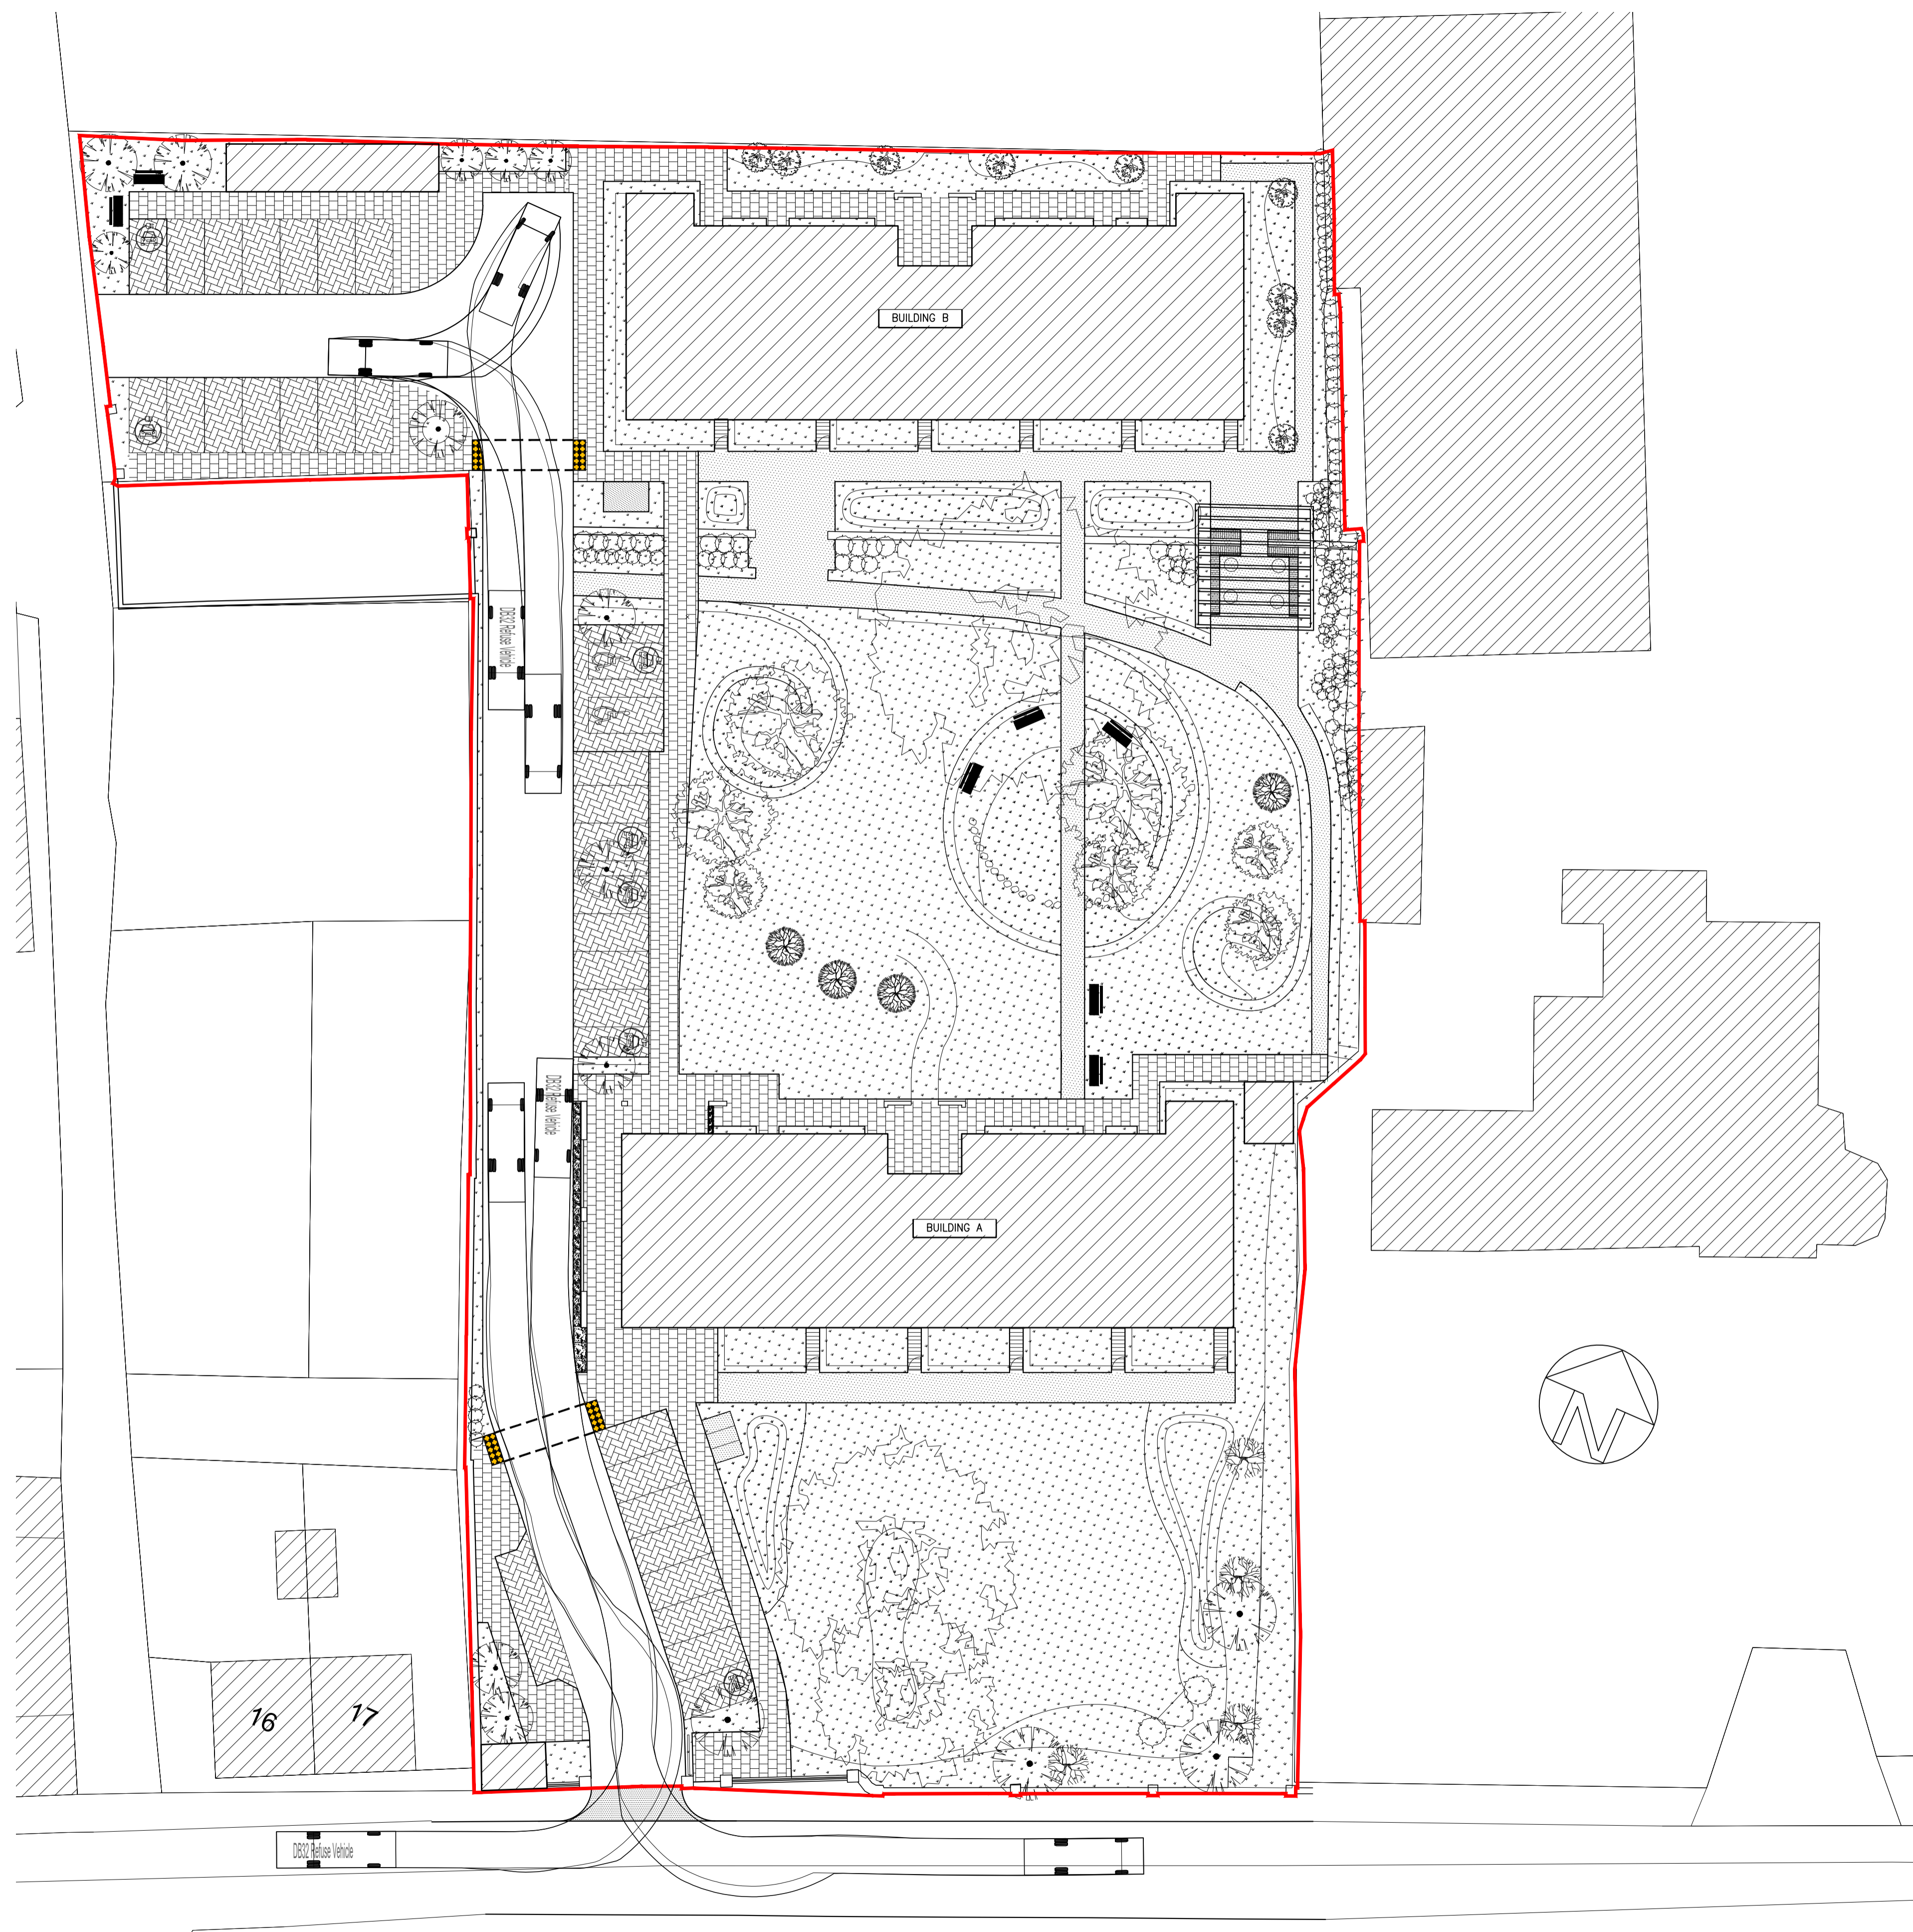 BUILDING B
DB32 Refuse Vehicle
DB32 Refuse Vehicle
BUILDING A
N
16
17
DB32 Refuse Vehicle